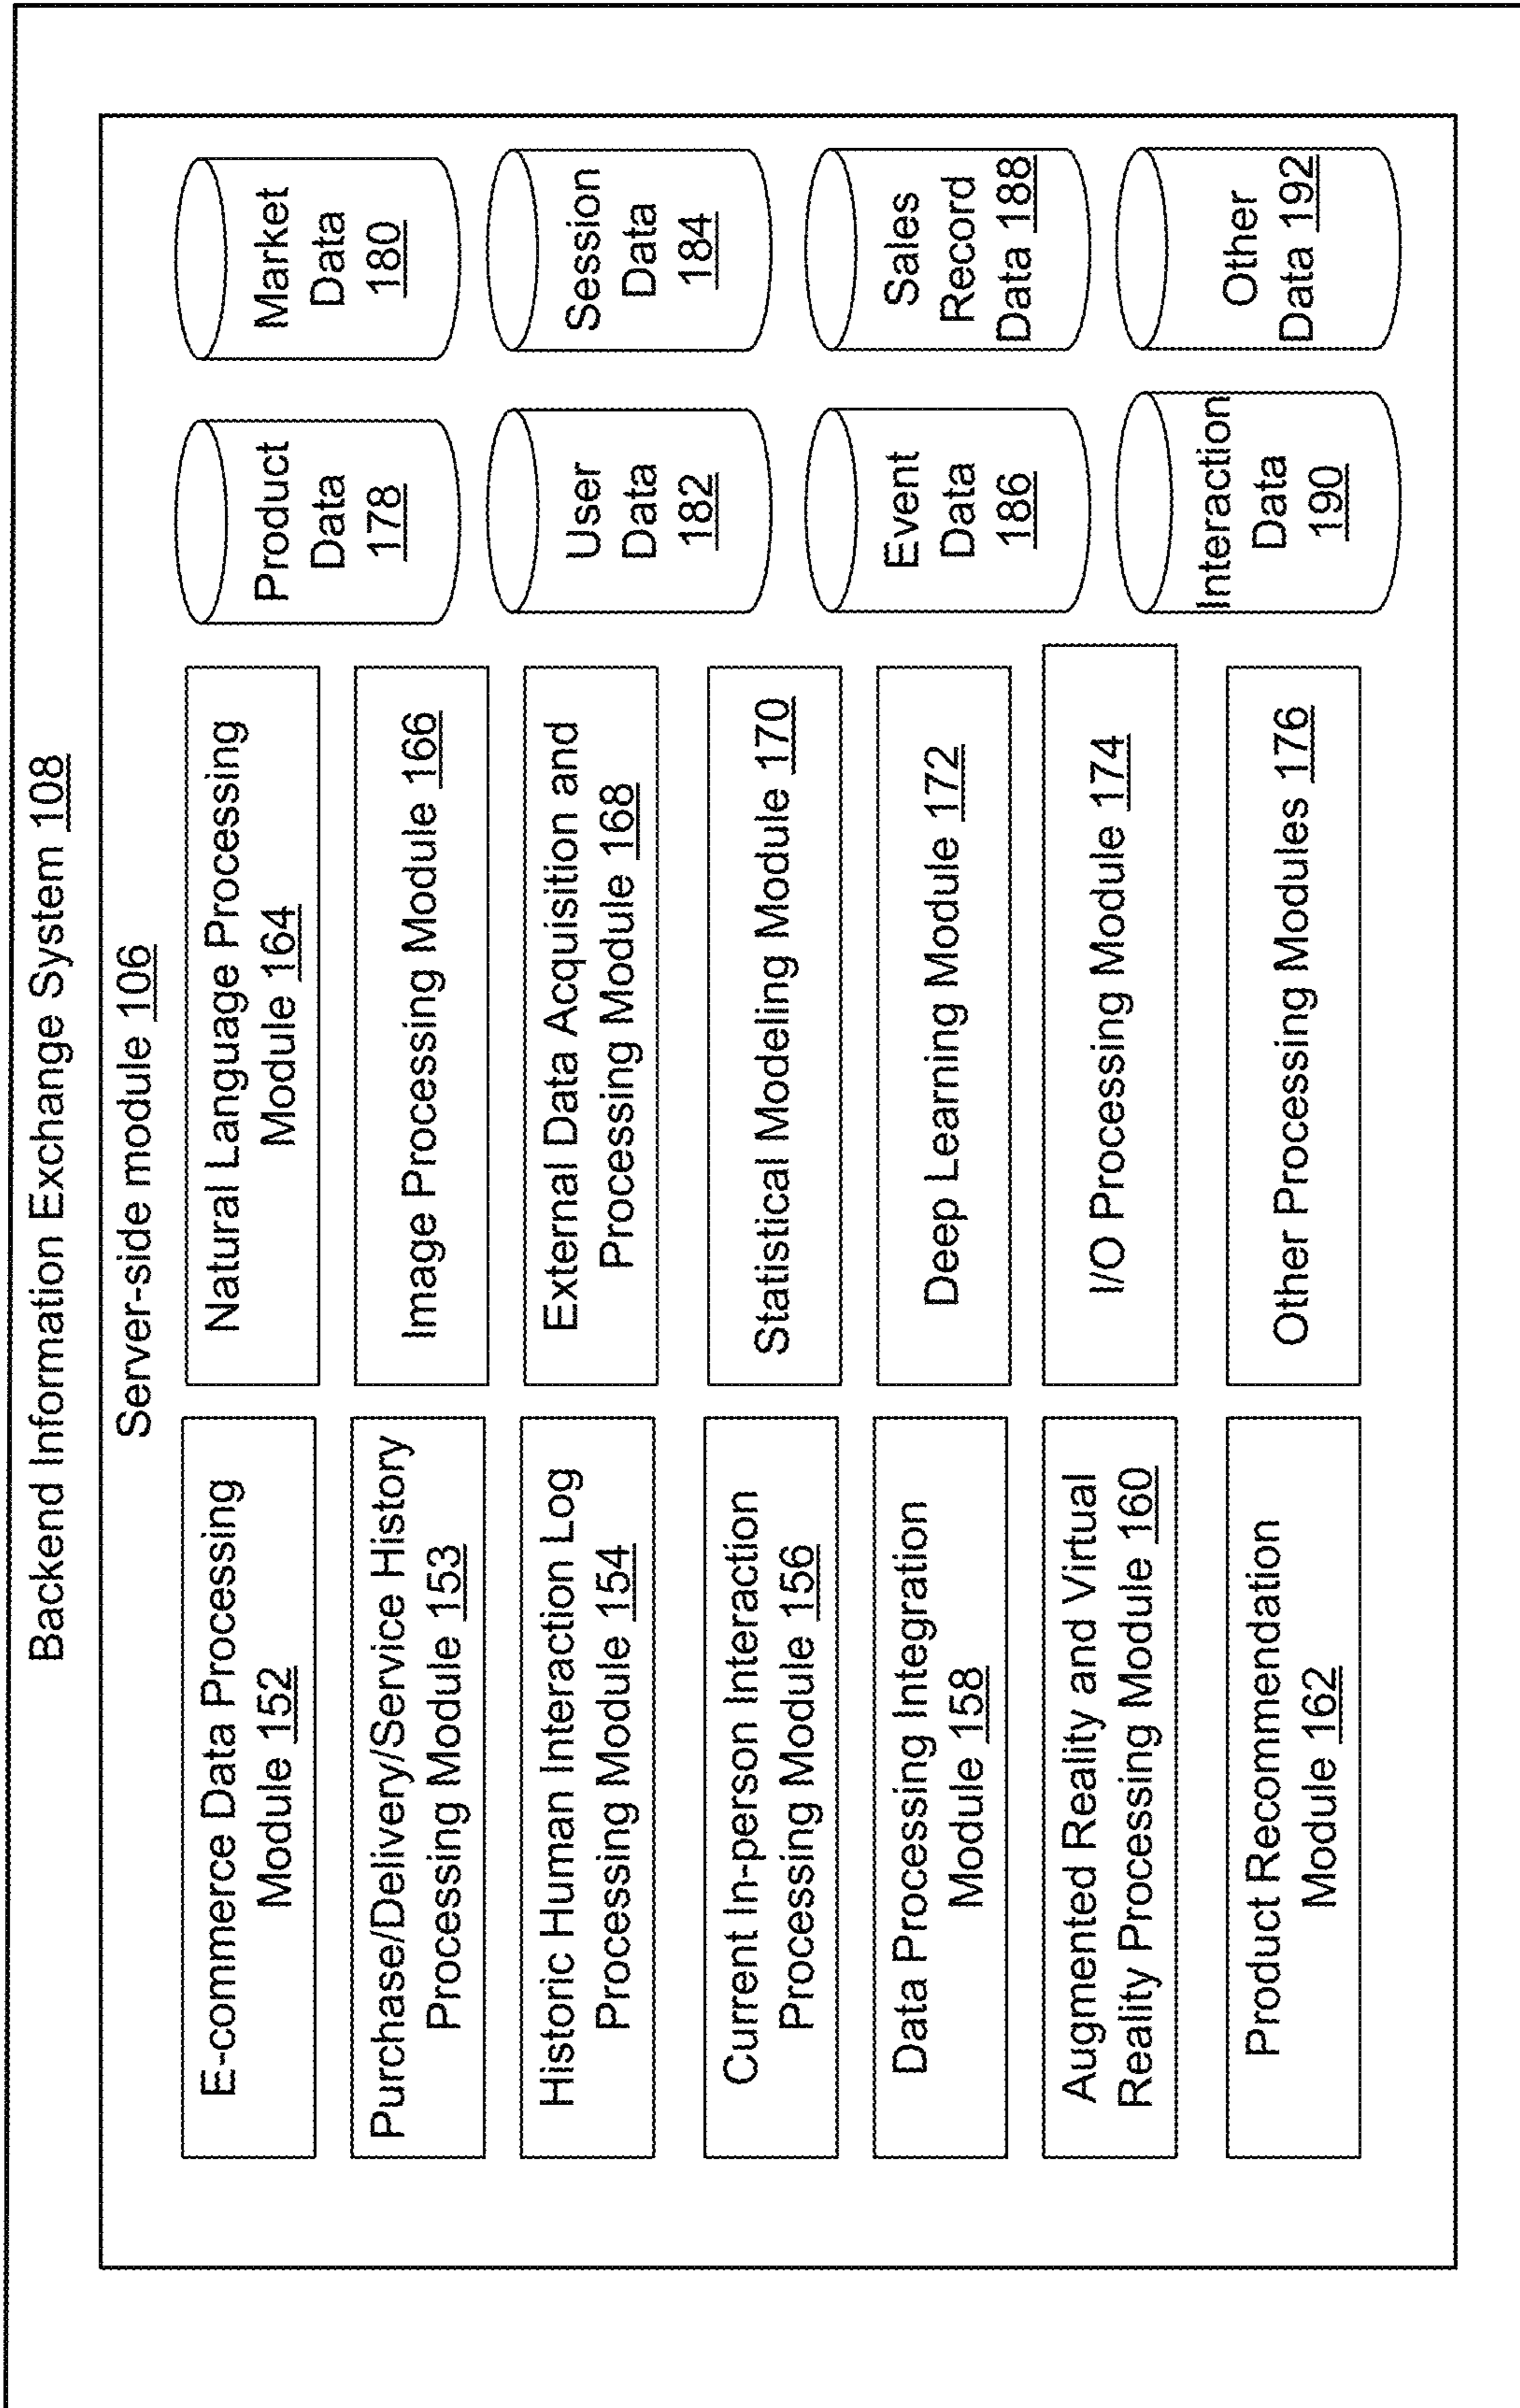 Backend Information Exchange System 108
Server-side module 106
E-commerce Data Processing
Module 152
Purchase/Delivery/Service History
Processing Module 153
Historic Human Interaction Log
Processing Module 154
Current In-person Interaction
Processing Module 156
Data Processing Integration
Module 158
Augmented Reality and Virtual
Reality Processing Module 160
Product Recommendation
Module 162
Natural Language Processing
Module 164
Image Processing Module 166
External Data Acquisition and
Processing Module 168
Statistical Modeling Module 170
Deep Learning Module 172
I/O Processing Module 174
Other Processing Modules 176
Product
Data
178
Market
Data
180
User
Data
182
Session
Data
184
Event
Data
186
Sales
Record
Data 188
Interaction
Data
190
Other
Data 192